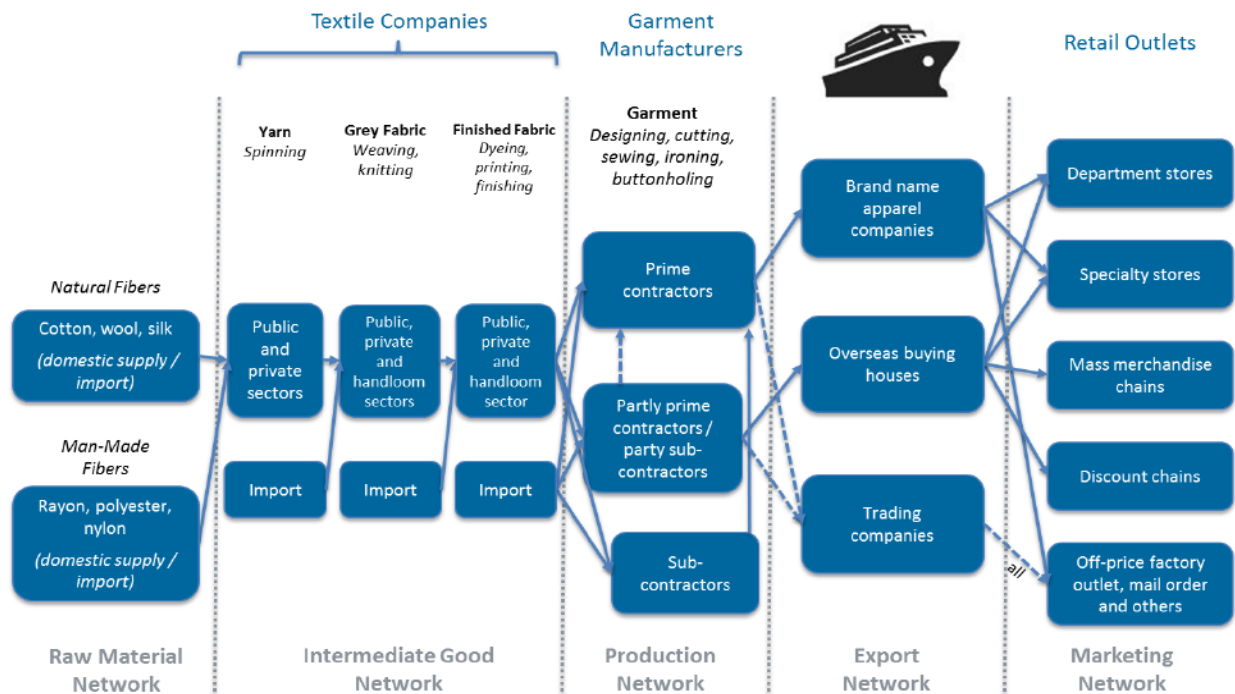 Textile Companies
Garment
Manufacturers
Retail Outlets
Yarn
Spinning
Grey Fabric
Weaving,
knitting
Finished Fabric
Dyeing,
printing,
finishing
Garment
Designing, cutting,
sewing, ironing,
buttonholing
Natural Fibers
Cotton, wool, silk
(domestic supply /
import)
Man-Made
Fibers
Rayon, polyester,
nylon
(domestic supply /
import)
Public
and
private
sectors
Import
Public,
private
and
handloom
sectors
Import
Public,
private
and
handloom
sector
Import
Prime
contractors
Partly prime
contractors /
party sub-
contractors
Sub-
contractors
Brand name
apparel
companies
Overseas buying
houses
Trading
companies
all
Department stores
Specialty stores
Mass merchandise
chains
Discount chains
Off-price factory
outlet, mail order
and others
Raw Material
Network
Intermediate Good
Network
Production
Network
Export
Network
Marketing
Network